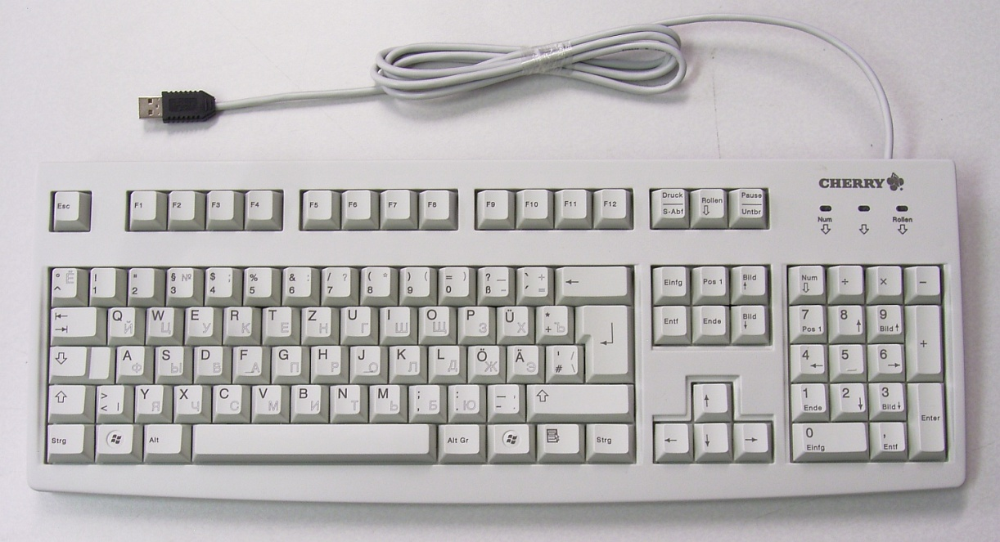 CHERRY
Esc F1 F2 F3 F4 F5 F6 F7 F8 F9 F10 F11 F12 Druck Rollen Pause
S-Abf Untbr
Num Rollen
° Ё ! " § № $ ; % & : / ? ( * ) ( = ) ? _ ` ÷ Einfg Pos 1 Bild Num ÷ × –
^ 1 2 3 4 5 6 7 8 9 0 ß - ´ =
Q W E R T Z U I O P Ü * Entf Ende Bild 7 8 9 +
Й Ц У К Е Н Г Ш Щ З Х + Ъ Pos 1 Bild
A S D F G H J K L Ö Ä ' / 4 5 6
Ф Ы В А П Р О Л Д Ж Э # \
> Y X C V B N M ; : — 1 2 3 Enter
< | Я Ч С М И Т Ь , Б . Ю - . Ende Bild
Strg Alt Alt Gr Strg 0 ,
Einfg Entf